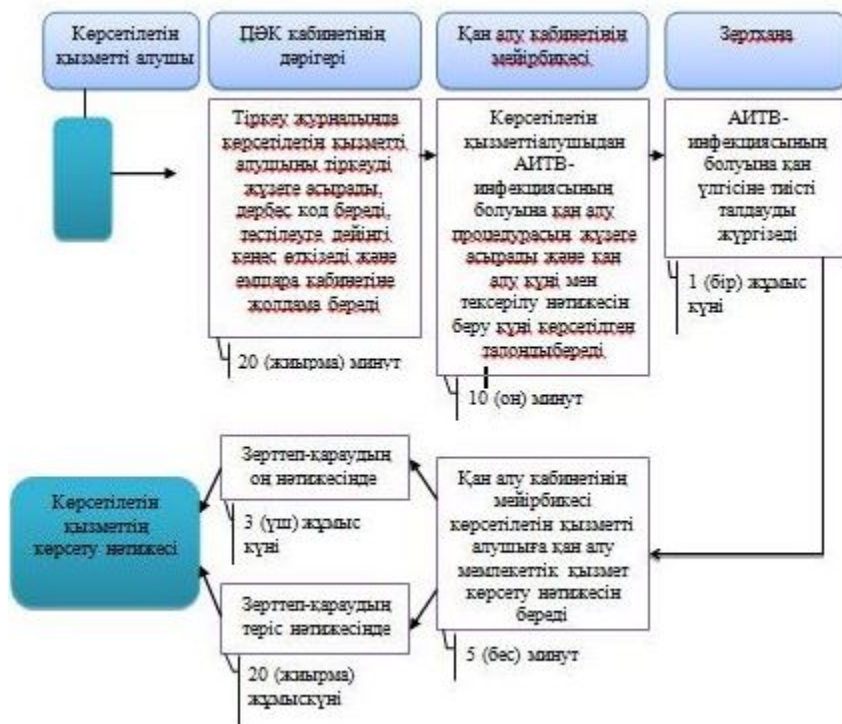 Көрсетілетін
қызметті алушы
ПӘК кабинетінің
дәрігері
Қан алу кабинетінің
мейірбикесі
Зертхана
Тіркеу журналында
көрсетілетін қызметті
алушыны тіркеуді
жүзеге асырады,
дербес код береді,
тестілеуге дейінгі
кеңес өткізеді және
емшара кабинетіне
жолдама береді
20 (жиырма) минут
Көрсетілетін
қызметтіалушыдан
АИТВ-
инфекциясының
болуына қан алу
процедурасын жүзеге
асырады және қан
алу күні мен
тексерілу нәтижесін
беру күні көрсетілген
талондыбереді
10 (он) минут
АИТВ-
инфекциясының
болуына қан
үлгісіне тиісті
талдауды
жүргізеді
1 (бір) жұмыс
күні
Көрсетілетін
қызметтің
көрсету нәтижесі
Зерттеп-қараудың
оң нәтижесінде
3 (үш) жұмыс
күні
Зерттеп-қараудың
теріс нәтижесінде
20 (жиырма)
жұмыскүні
Қан алу кабинетінің
мейірбикесі
көрсетілетін қызметті
алушыға қан алу
мемлекеттік қызмет
көрсету нәтижесін
береді
5 (бес) минут